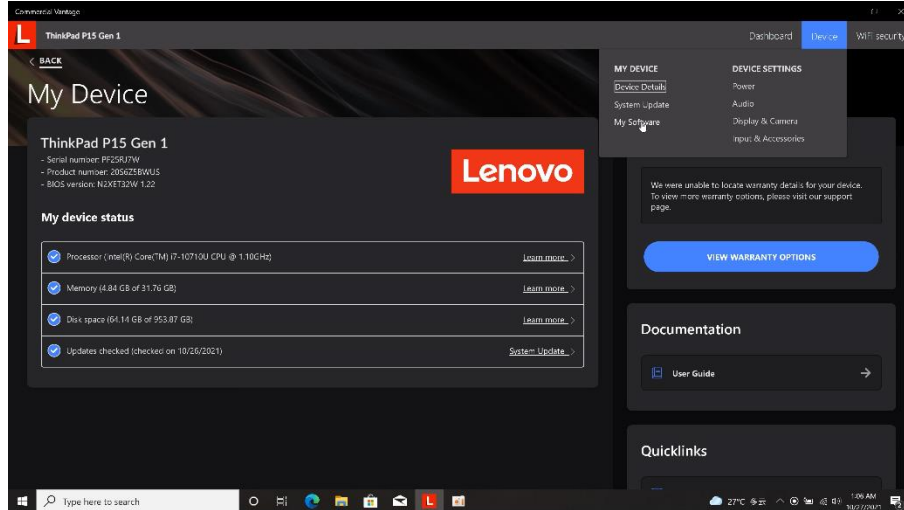 Commercial Vantage
ThinkPad P15 Gen 1
Dashboard
Device
WiFi security
BACK
My Device
MY DEVICE
Device Details
System Update
My Software
DEVICE SETTINGS
Power
Audio
Display & Camera
Input & Accessories
ThinkPad P15 Gen 1
- Serial number: PF25RJ7W
- Product number: 20S6Z5BWUS
- BIOS version: N2XET32W 1.22
Lenovo
My device status
Processor (Intel(R) Core(TM) i7-10710U CPU @ 1.10GHz)
Learn more
Memory (4.84 GB of 31.76 GB)
Learn more
Disk space (64.14 GB of 953.87 GB)
Learn more
Updates checked (checked on 10/26/2021)
System Update
We were unable to locate warranty details for your device.
To view more warranty options, please visit our support
page.
VIEW WARRANTY OPTIONS
Documentation
User Guide
Quicklinks
Type here to search
27°C 多云
1:06 AM
10/27/2021